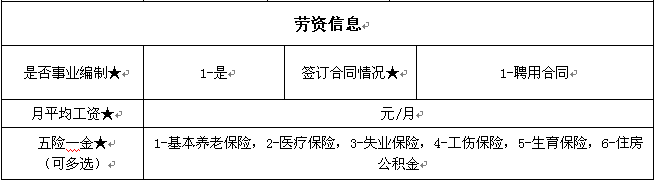 劳资信息
是否事业编制★ 1-是 签订合同情况★ 1-聘用合同
月平均工资★ 元/月
五险一金★
（可多选）
1-基本养老保险，2-医疗保险，3-失业保险，4-工伤保险，5-生育保险，6-住房
公积金